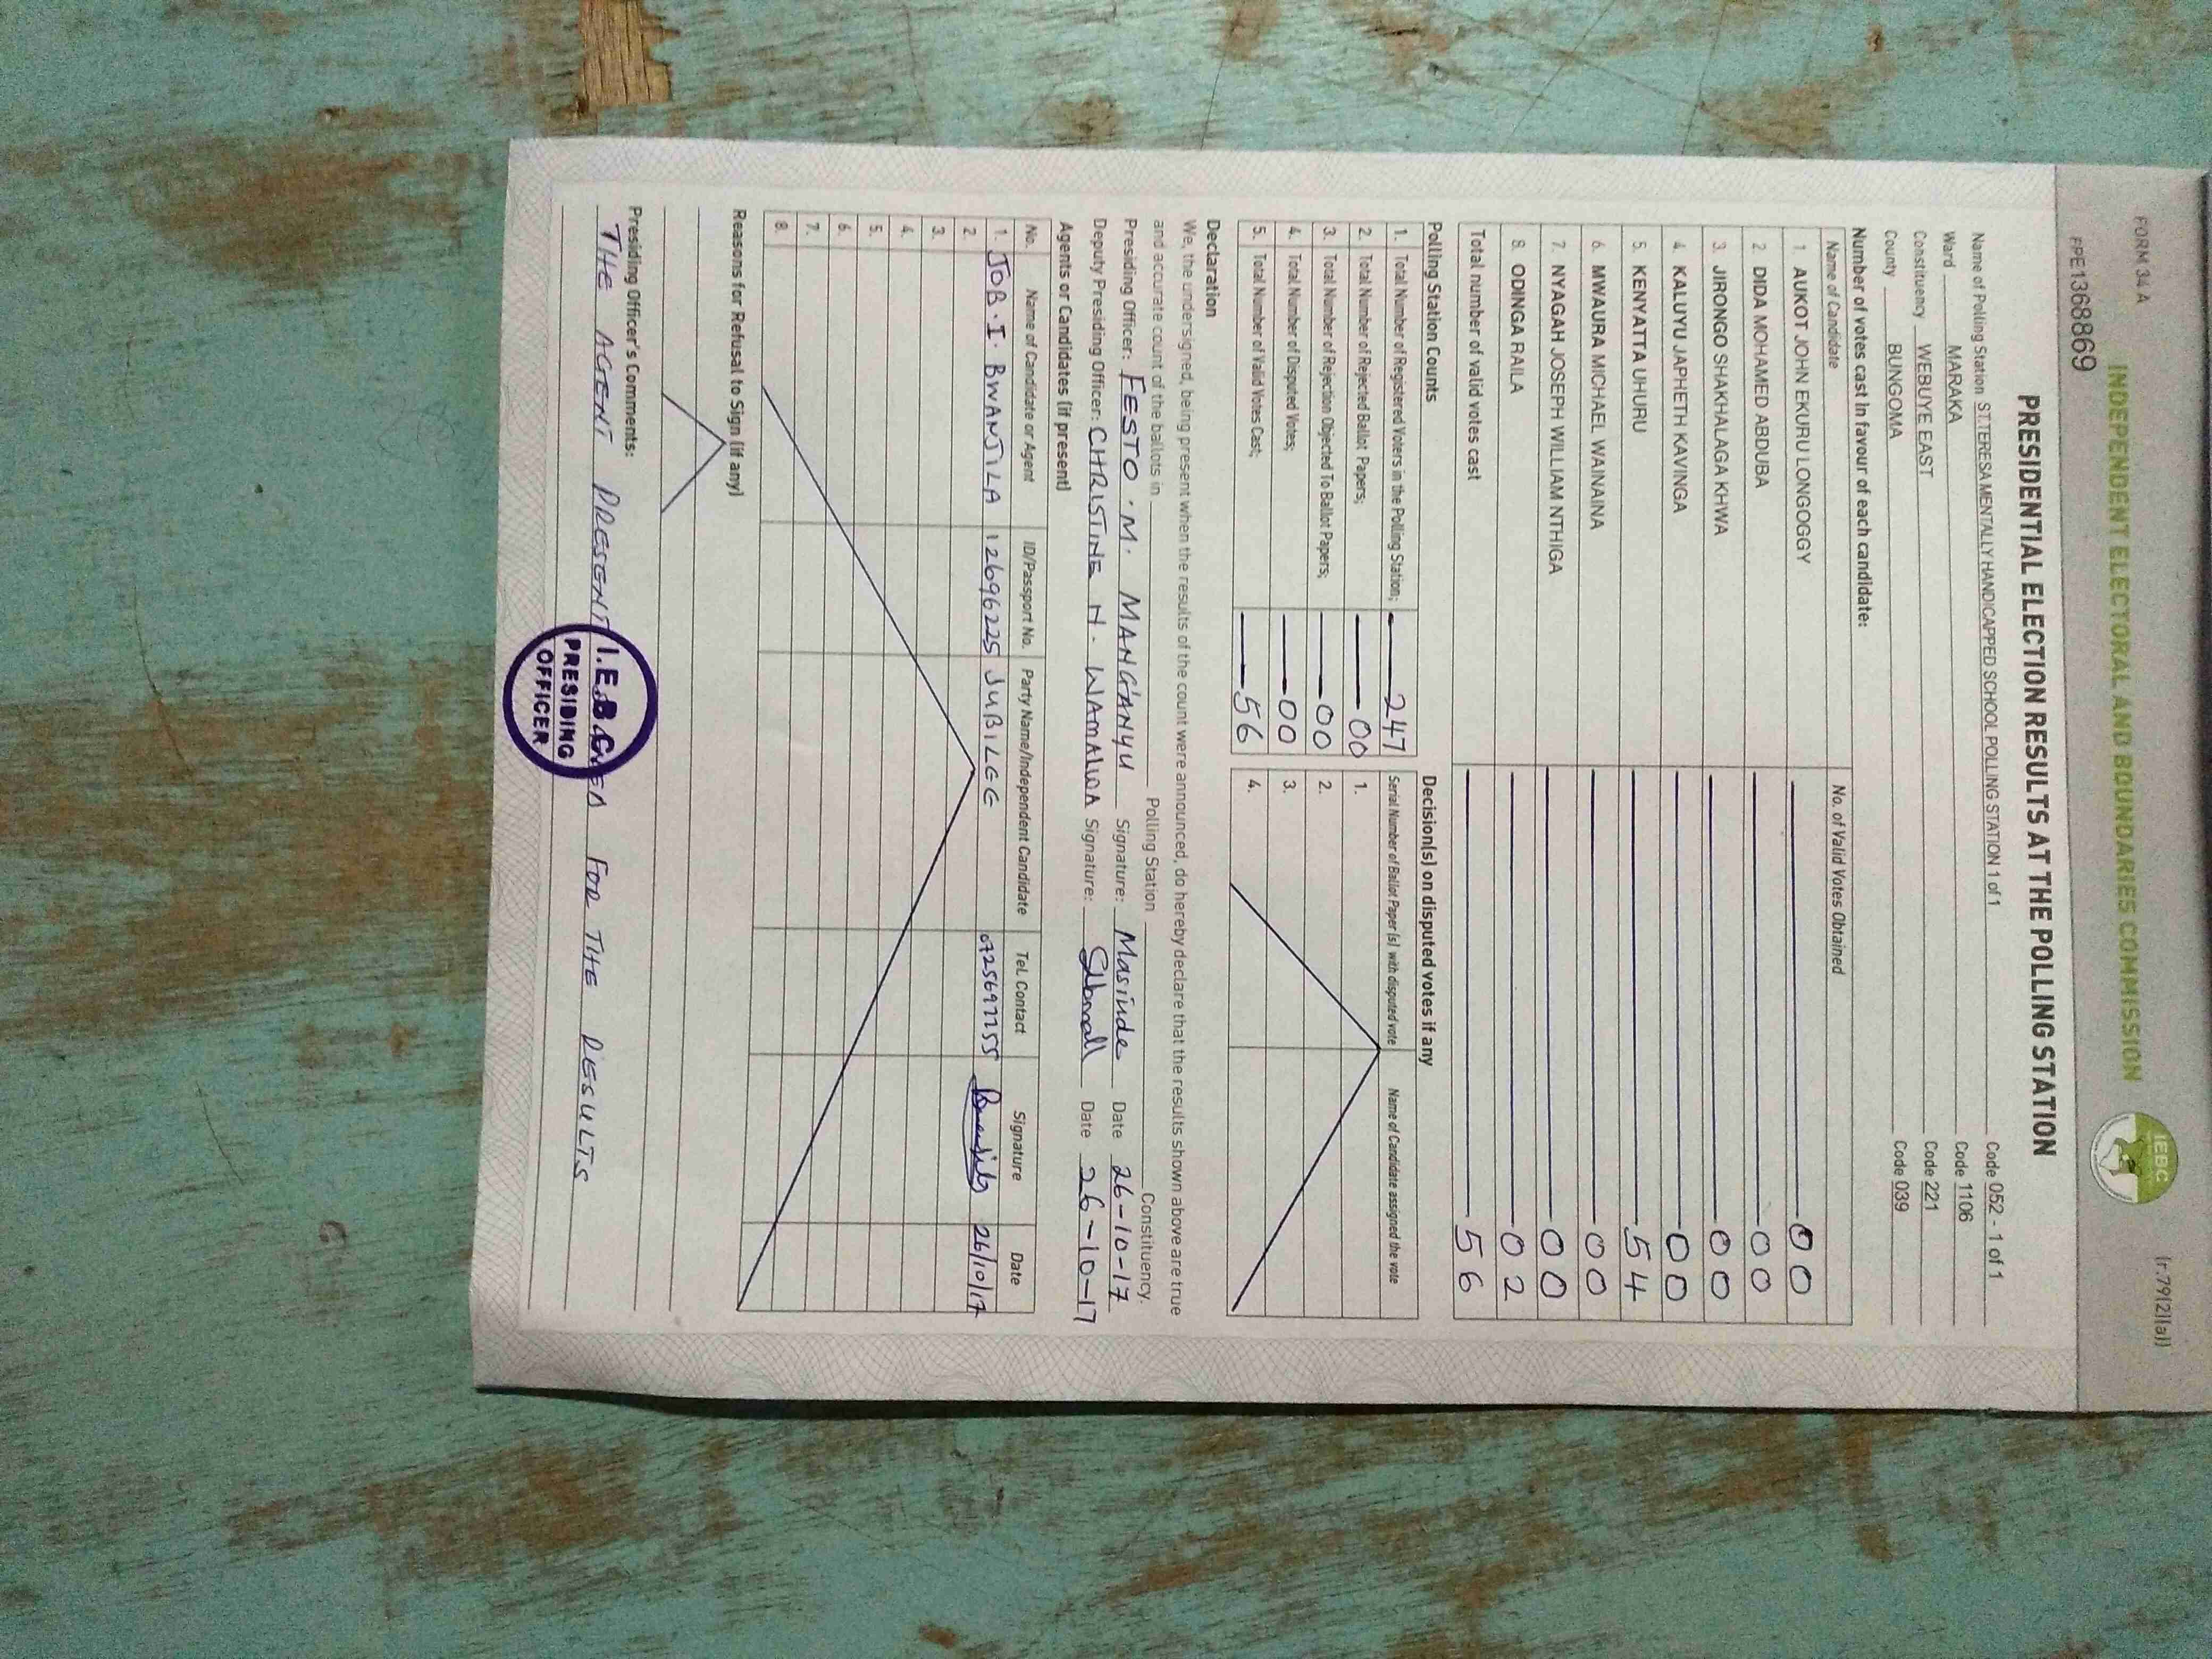 FORM 34 A
(r.79(2)(a))
INDEPENDENT ELECTORAL AND BOUNDARIES COMMISSION
IEBC
PPE1368869
PRESIDENTIAL ELECTION RESULTS AT THE POLLING STATION
Name of Polling Station ST.TERESA MENTALLY HANDICAPPED SCHOOL POLLING STATION 1 of 1 Code 052 - 1 of 1
Ward MARAKA Code 1106
Constituency WEBUYE EAST Code 221
County BUNGOMA Code 039
Number of votes cast in favour of each candidate:
Name of Candidate No. of Valid Votes Obtained
1. AUKOT JOHN EKURU LONGOGGY 00
2. DIDA MOHAMED ABDUBA 00
3. JIRONGO SHAKHALAGA KHWA 00
4. KALUYU JAPHETH KAVINGA 00
5. KENYATTA UHURU 54
6. MWAURA MICHAEL WAINAINA 00
7. NYAGAH JOSEPH WILLIAM NTHIGA 00
8. ODINGA RAILA 02
Total number of valid votes cast 56
Polling Station Counts Decision(s) on disputed votes if any
1. Total Number of Registered Voters in the Polling Station; 247 Serial Number of Ballot Paper (s) with disputed vote Name of Candidate assigned the vote
2. Total Number of Rejected Ballot Papers; 00 1.
3. Total Number of Rejection Objected To Ballot Papers; 00 2.
4. Total Number of Disputed Votes; 00 3.
5. Total Number of Valid Votes Cast; 56 4.
Declaration
We, the undersigned, being present when the results of the count were announced, do hereby declare that the results shown above are true
and accurate count of the ballots in Polling Station Constituency.
Presiding Officer: FESTO .M. MANG'ANYU Signature: Masinde Date 26-10-17
Deputy Presiding Officer: CHRISTINE N. WAMALWA Signature: Date 26-10-17
Agents or Candidates (if present)
No. Name of Candidate or Agent ID/Passport No. Party Name/Independent Candidate Tel. Contact Signature Date
1. JOB.I. BWANJILA 12696225 JUBILEE 0725697755 26/10/17
2.
3.
4.
5.
6.
7.
8.
Reasons for Refusal to Sign (if any)
Presiding Officer's Comments:
THE AGENT PRESENT FOR THE RESULTS
I.E.B.C
PRESIDING
OFFICER